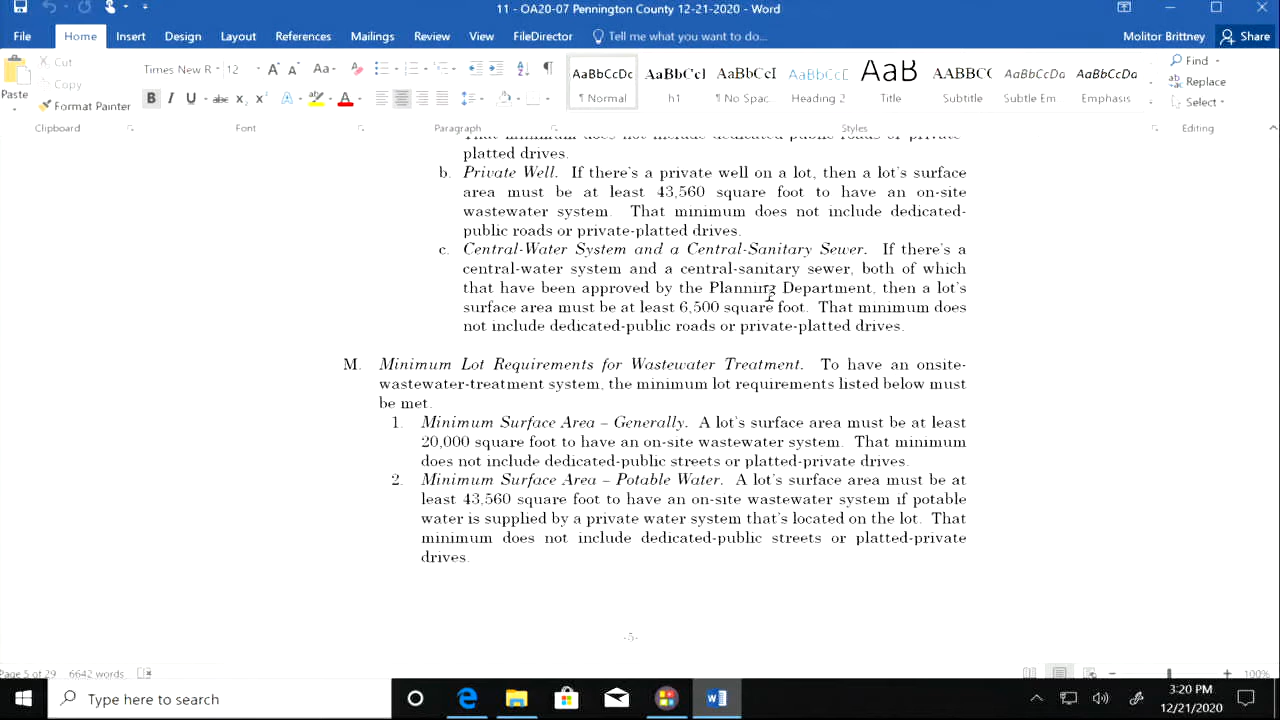 11 - OA20-07 Pennington County 12-21-2020 - Word
File Home Insert Design Layout References Mailings Review View FileDirector Tell me what you want to do... Molitor Brittney Share
Paste
Cut
Copy
Format Painter
Times New R 12
AaBbCcDc AaBbCcI AaBbCcI AaBbCcE AaB AABBCC AaBbCcDa AaBbCcDa
¶ Normal ¶ No Spac... Heading 2 Title Subtitle Subtle Em... Emphasis
Find
Replace
Select
Clipboard Font Paragraph Styles Editing
That minimum does not include dedicated-public roads or private-
platted drives.
b. Private Well. If there's a private well on a lot, then a lot's surface
area must be at least 43,560 square foot to have an on-site
wastewater system. That minimum does not include dedicated-
public roads or private-platted drives.
c. Central-Water System and a Central-Sanitary Sewer. If there's a
central-water system and a central-sanitary sewer, both of which
that have been approved by the Planning Department, then a lot's
surface area must be at least 6,500 square foot. That minimum does
not include dedicated-public roads or private-platted drives.
M. Minimum Lot Requirements for Wastewater Treatment. To have an onsite-
wastewater-treatment system, the minimum lot requirements listed below must
be met.
1. Minimum Surface Area – Generally. A lot's surface area must be at least
20,000 square foot to have an on-site wastewater system. That minimum
does not include dedicated-public streets or platted-private drives.
2. Minimum Surface Area – Potable Water. A lot's surface area must be at
least 43,560 square foot to have an on-site wastewater system if potable
water is supplied by a private water system that's located on the lot. That
minimum does not include dedicated-public streets or platted-private
drives.
-5-
Page 5 of 29 6642 words 100%
Type here to search
3:20 PM
12/21/2020